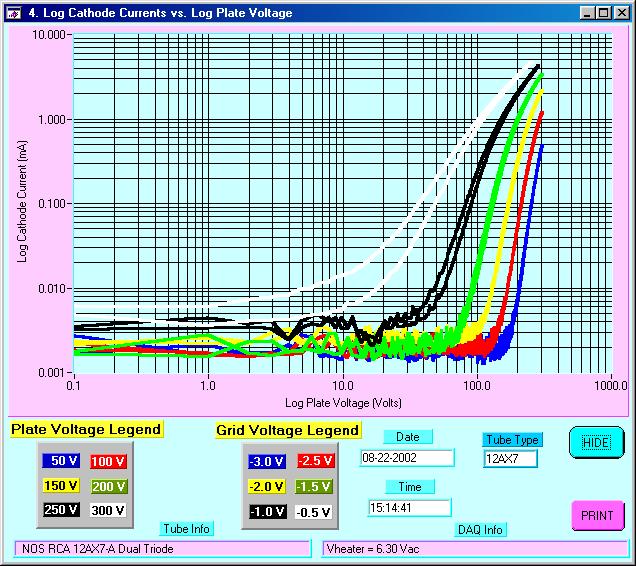 4. Log Cathode Currents vs. Log Plate Voltage
10.000
1.000
0.100
0.010
0.001
Log Cathode Current (mA)
0.1 1.0 10.0 100.0 1000.0
Log Plate Voltage (Volts)
Plate Voltage Legend
50 V 100 V
150 V 200 V
250 V 300 V
Grid Voltage Legend
-3.0 V -2.5 V
-2.0 V -1.5 V
-1.0 V -0.5 V
Date
08-22-2002
Time
15:14:41
Tube Type
12AX7
HIDE
PRINT
Tube Info
NOS RCA 12AX7-A Dual Triode
DAQ Info
Vheater = 6.30 Vac